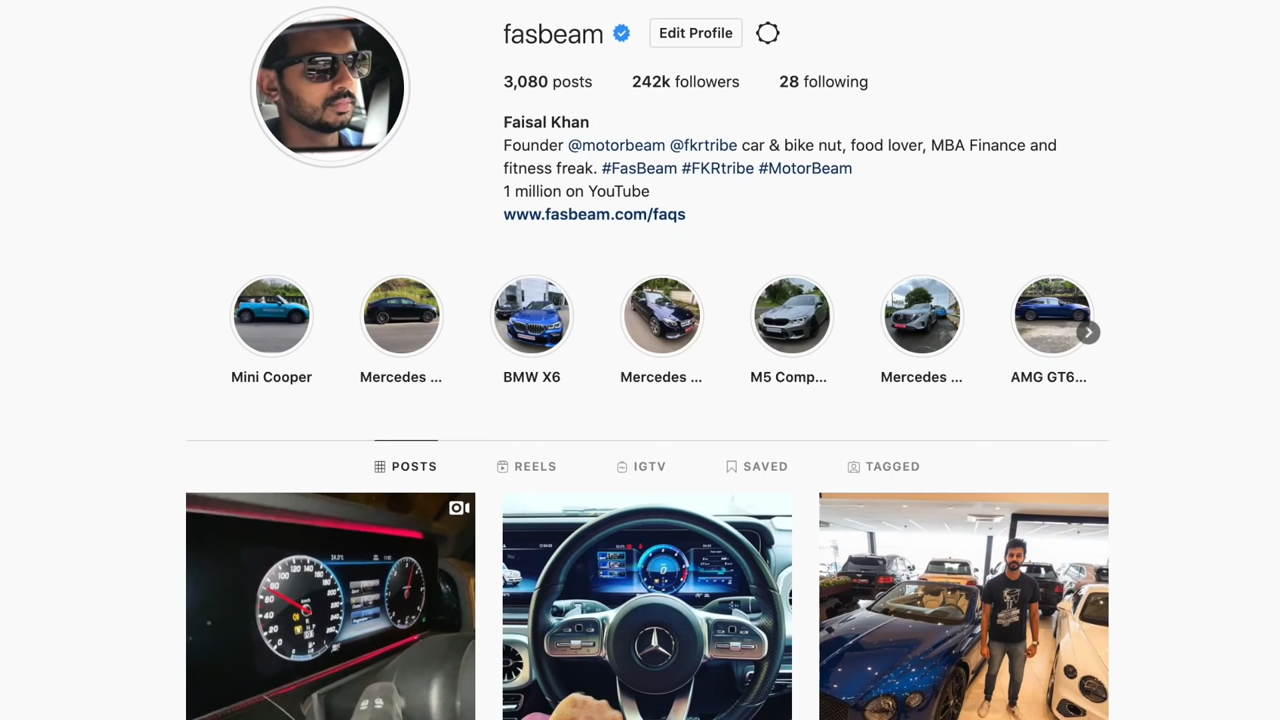 fasbeam
Edit Profile
3,080 posts
242k followers
28 following
Faisal Khan
Founder @motorbeam @fkrtribe car & bike nut, food lover, MBA Finance and
fitness freak. #FasBeam #FKRtribe #MotorBeam
1 million on YouTube
www.fasbeam.com/faqs
Mini Cooper
Mercedes ...
BMW X6
Mercedes ...
M5 Comp...
Mercedes ...
AMG GT6...
POSTS
REELS
IGTV
SAVED
TAGGED